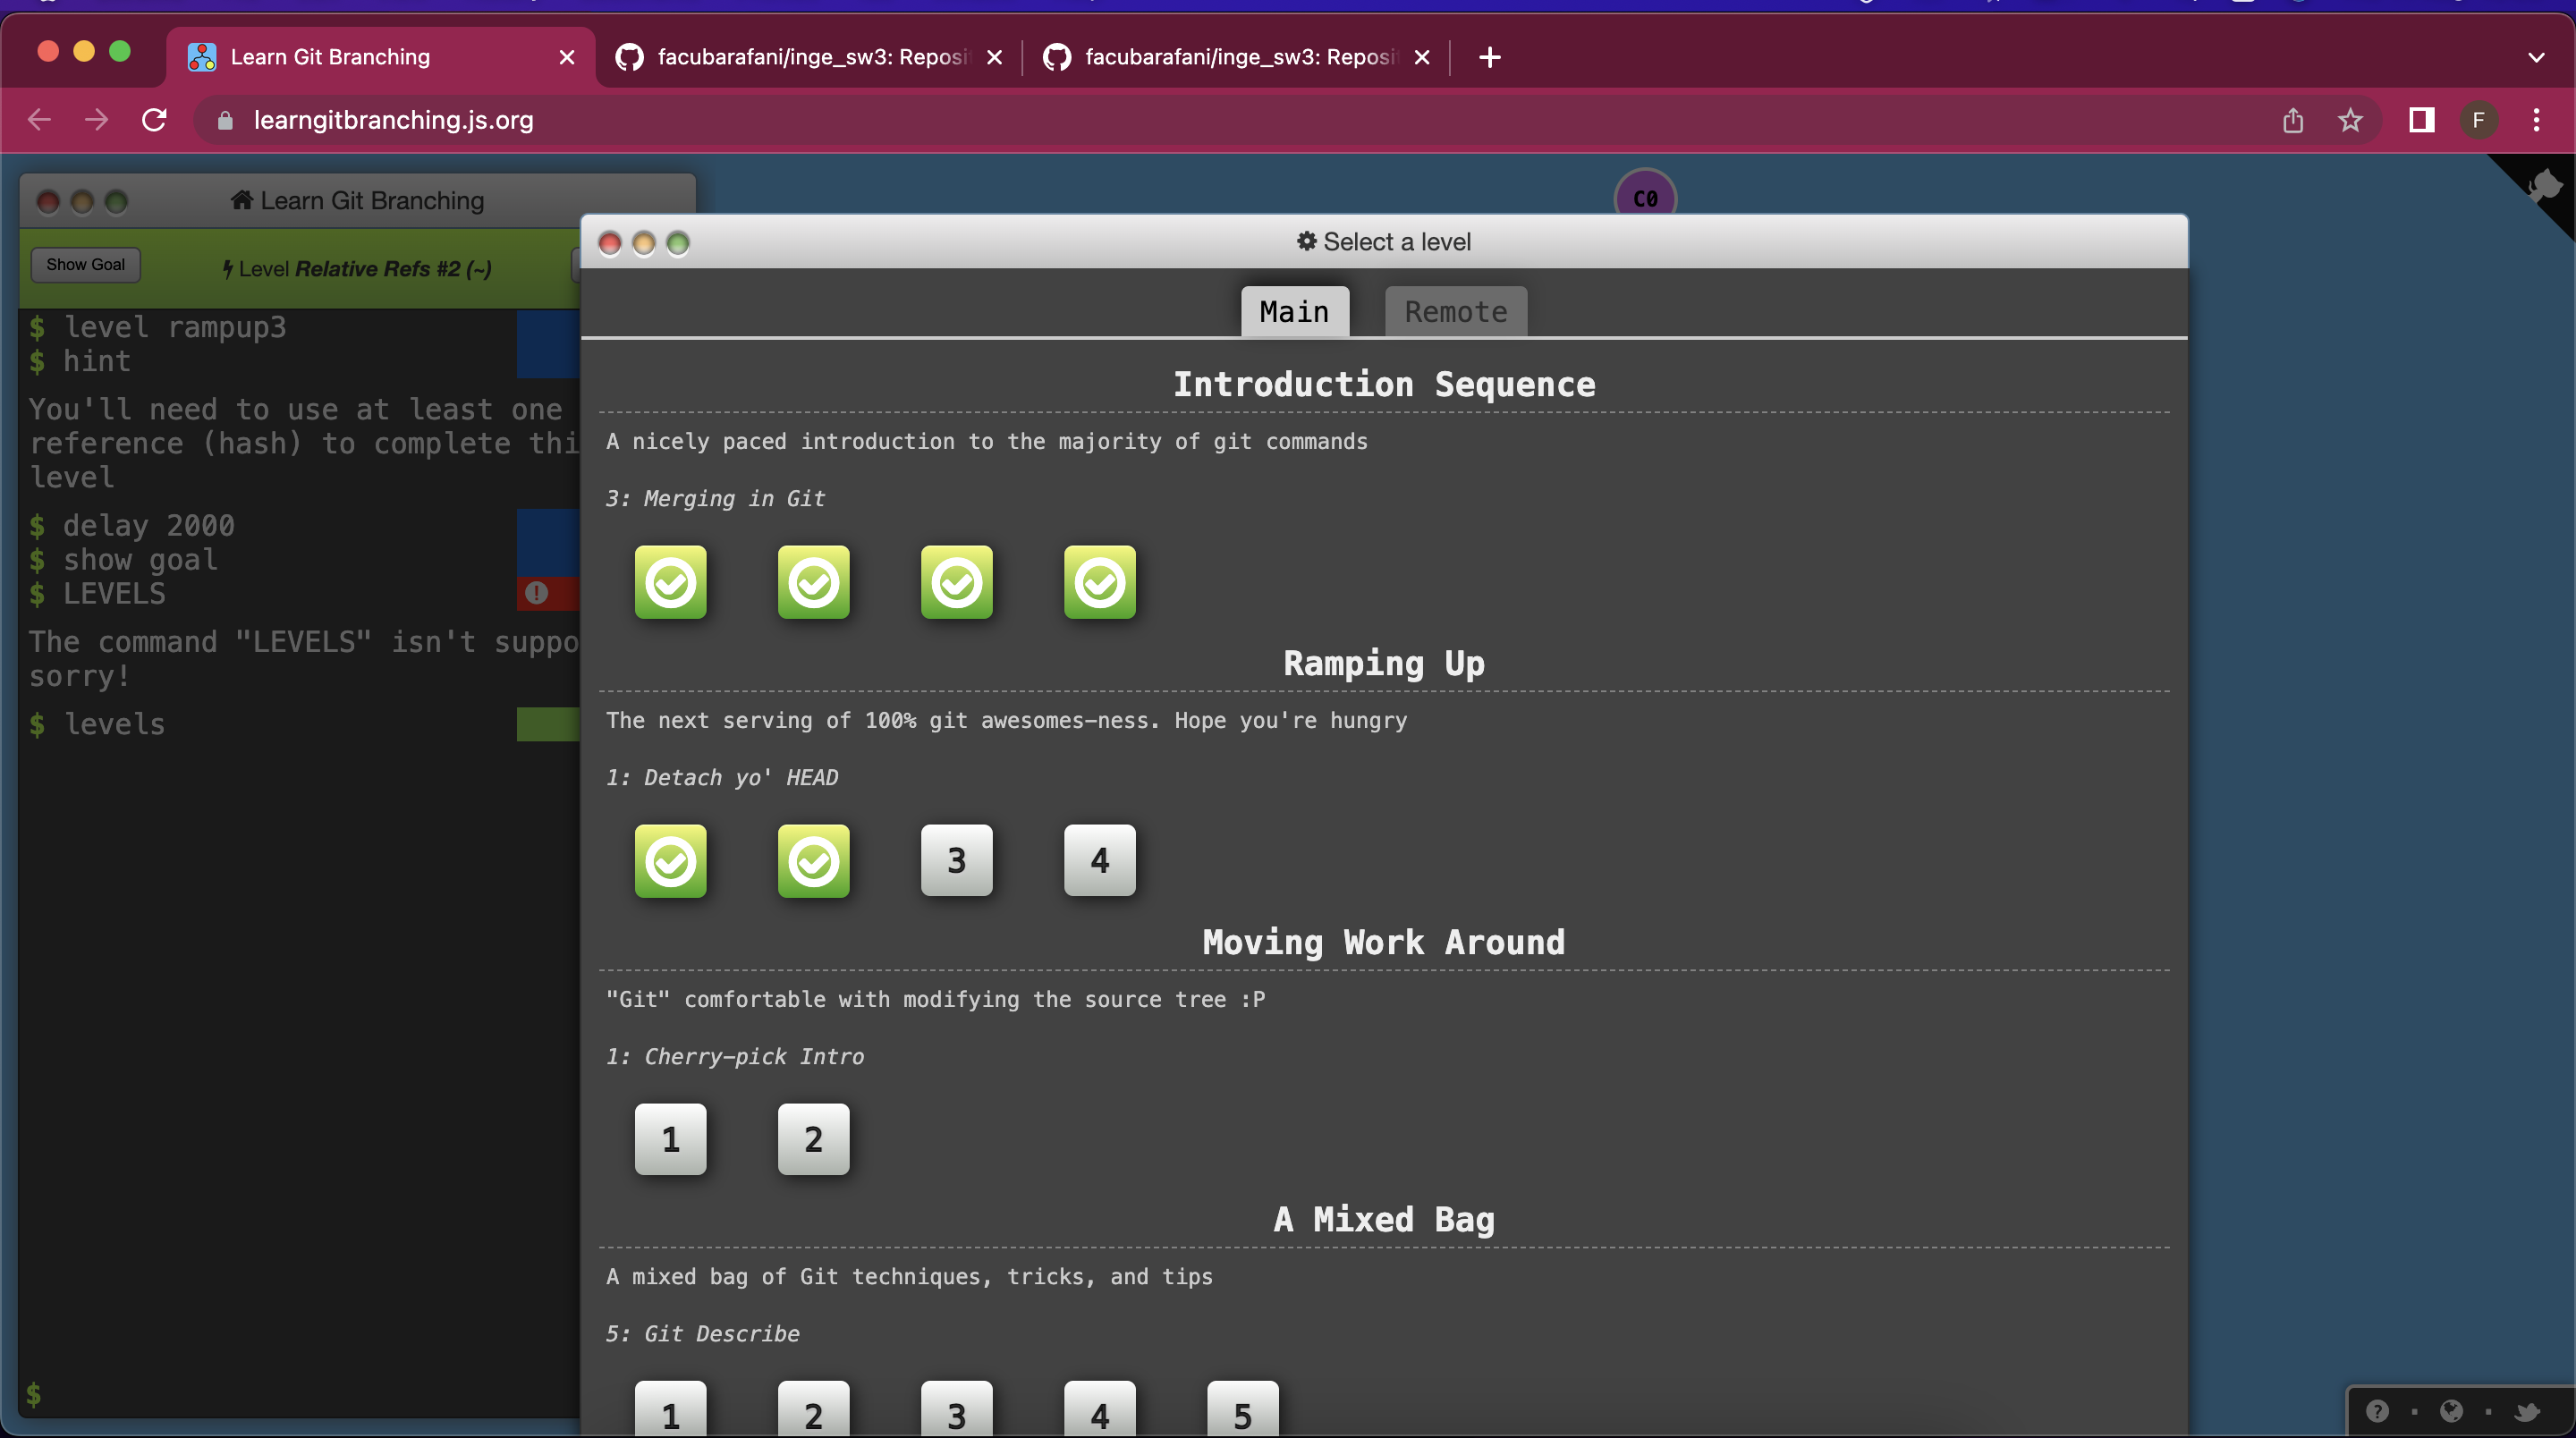 Learn Git Branching
facubarafani/inge_sw3: Reposi
facubarafani/inge_sw3: Reposi
learngitbranching.js.org
F
Learn Git Branching
C0
Show Goal
Level Relative Refs #2 (~)
$ level rampup3
$ hint
You'll need to use at least one
reference (hash) to complete thi
level
$ delay 2000
$ show goal
$ LEVELS
The command "LEVELS" isn't suppo
sorry!
$ levels
$
Select a level
Main
Remote
Introduction Sequence
A nicely paced introduction to the majority of git commands
3: Merging in Git
Ramping Up
The next serving of 100% git awesomes-ness. Hope you're hungry
1: Detach yo' HEAD
3 4
Moving Work Around
"Git" comfortable with modifying the source tree :P
1: Cherry-pick Intro
1 2
A Mixed Bag
A mixed bag of Git techniques, tricks, and tips
5: Git Describe
1 2 3 4 5